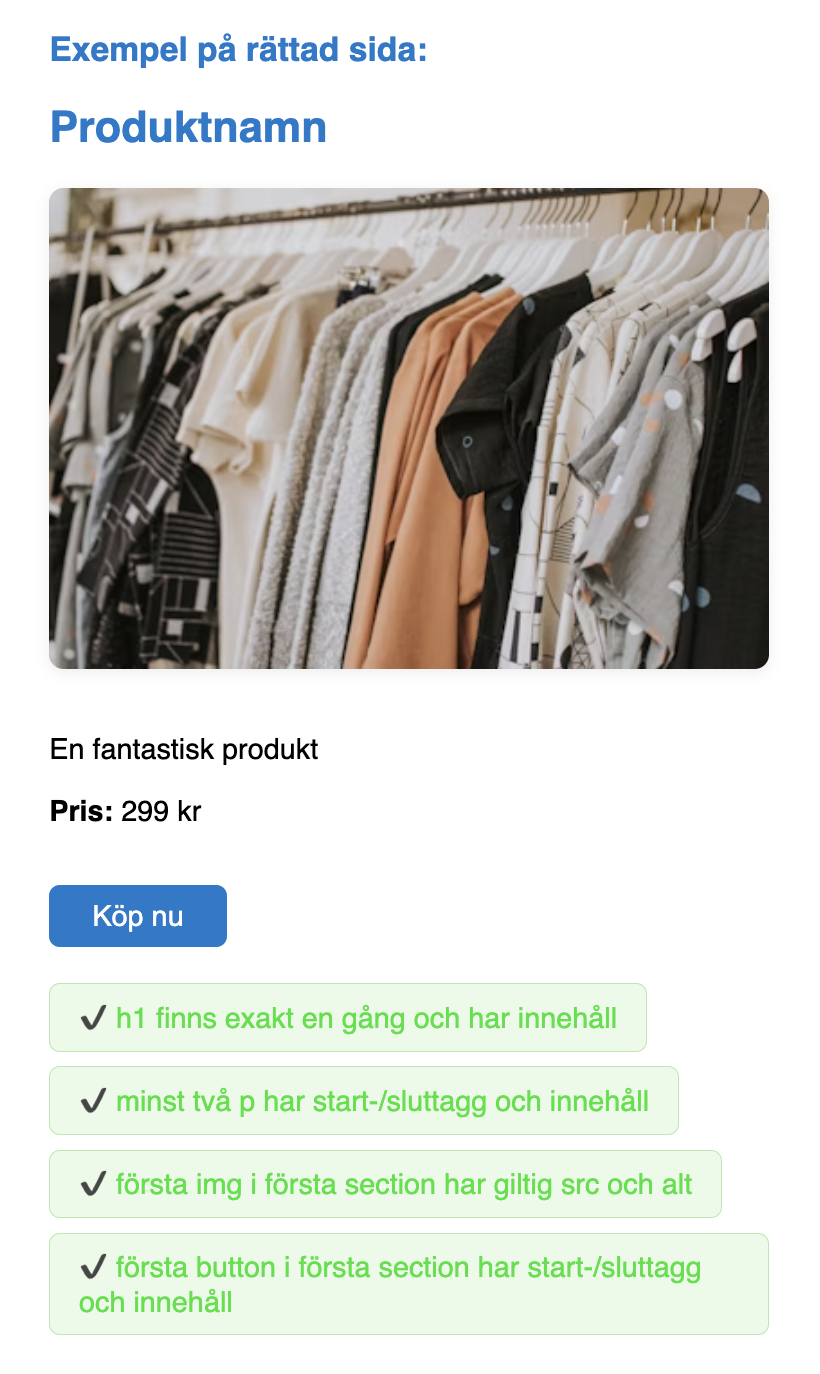 Exempel på rättad sida:
Produktnamn
En fantastisk produkt
Pris: 299 kr
Köp nu
✔ h1 finns exakt en gång och har innehåll
✔ minst två p har start-/sluttagg och innehåll
✔ första img i första section har giltig src och alt
✔ första button i första section har start-/sluttagg
och innehåll